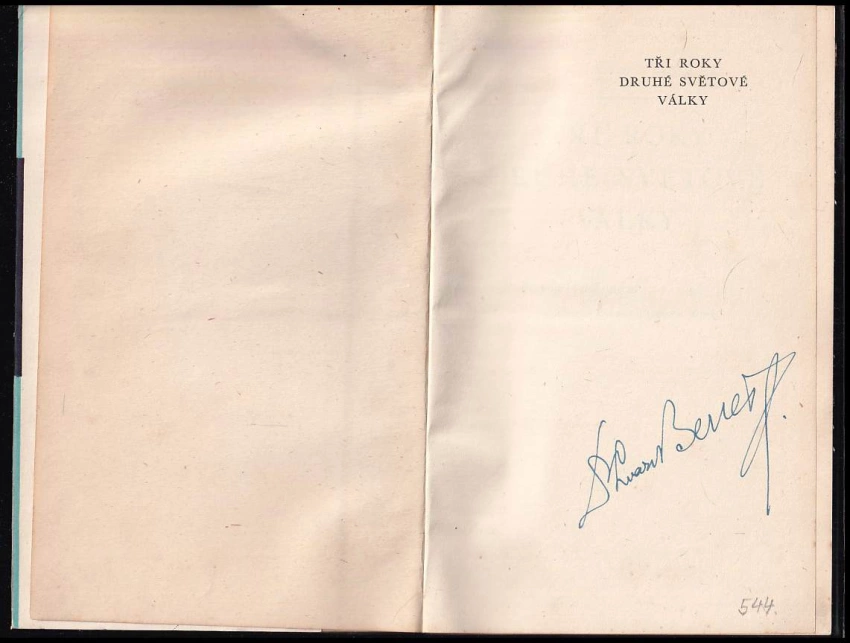 TŘI ROKY
DRUHÉ SVĚTOVÉ
VÁLKY
Edvard Beneš
544.